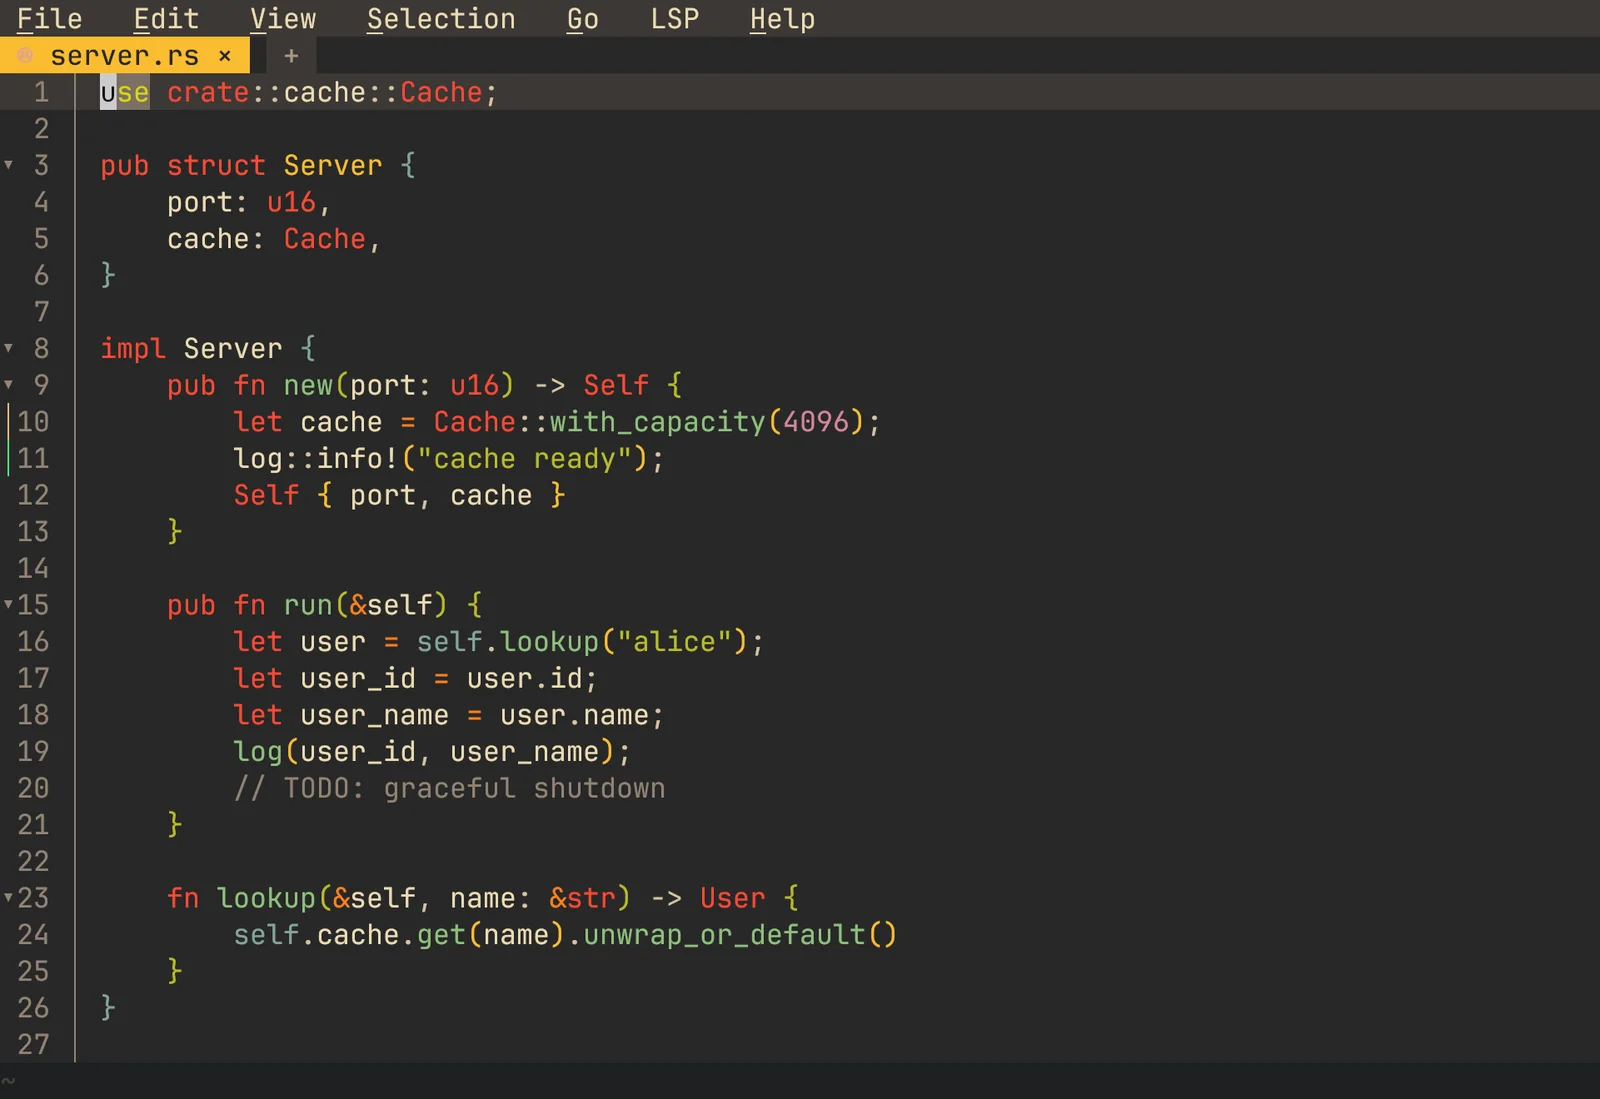 File Edit View Selection Go LSP Help
server.rs × +
1 use crate::cache::Cache;
2
▾ 3 pub struct Server {
4     port: u16,
5     cache: Cache,
6 }
7
▾ 8 impl Server {
▾ 9     pub fn new(port: u16) -> Self {
10         let cache = Cache::with_capacity(4096);
11         log::info!("cache ready");
12         Self { port, cache }
13     }
14
▾15     pub fn run(&self) {
16         let user = self.lookup("alice");
17         let user_id = user.id;
18         let user_name = user.name;
19         log(user_id, user_name);
20         // TODO: graceful shutdown
21     }
22
▾23     fn lookup(&self, name: &str) -> User {
24         self.cache.get(name).unwrap_or_default()
25     }
26 }
27
~